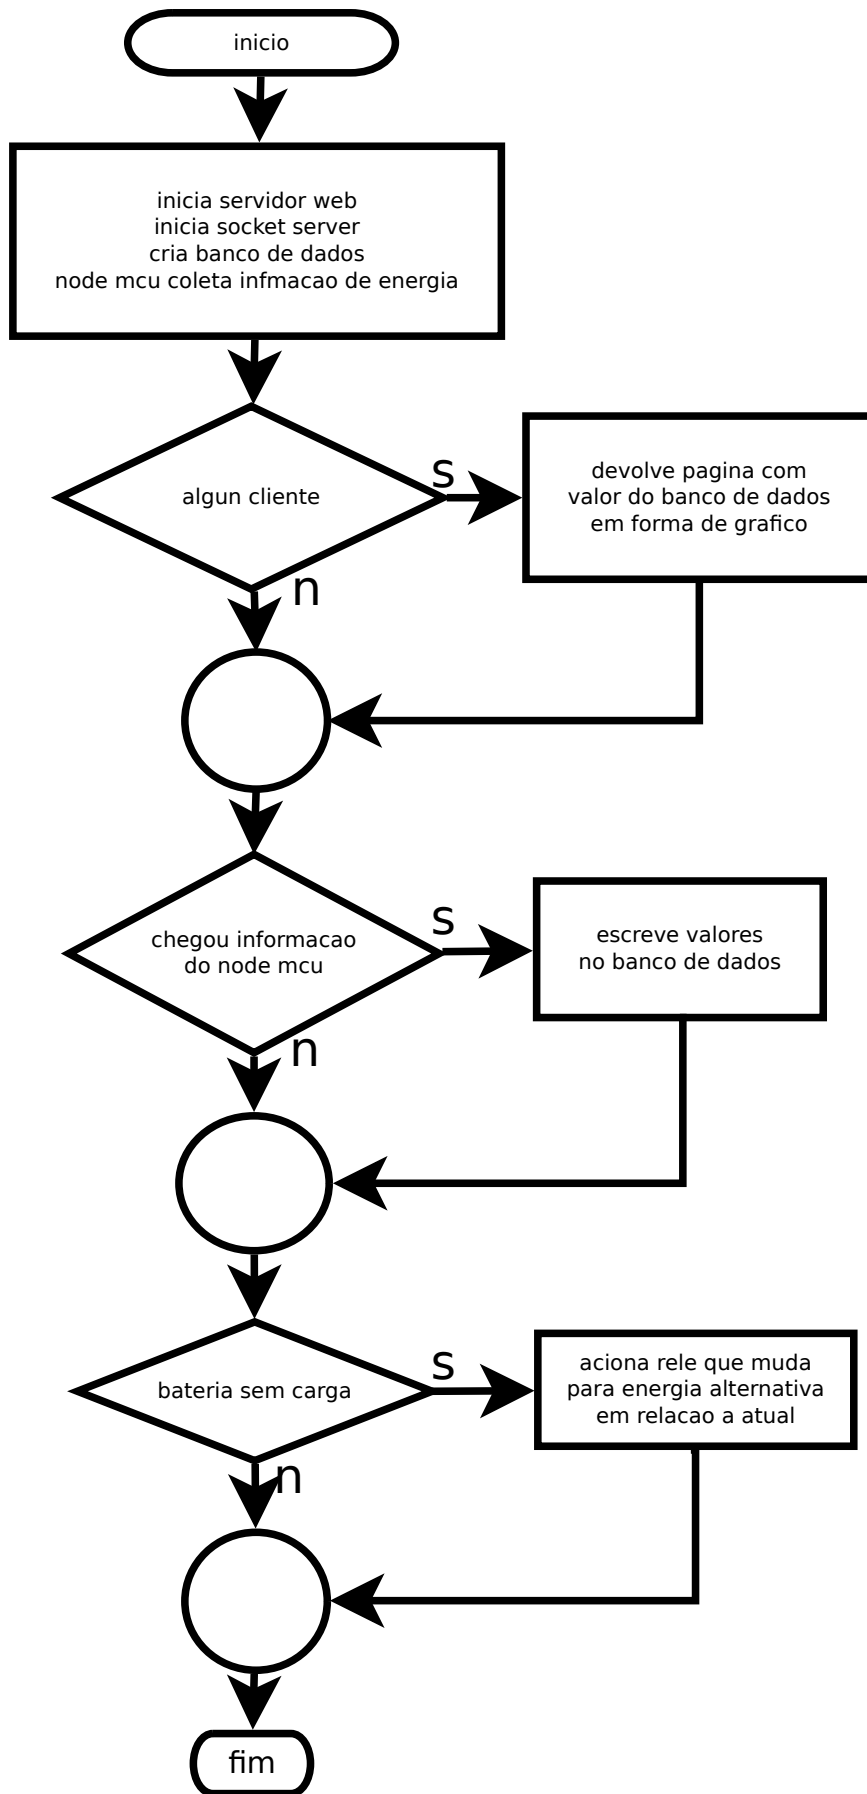 inicio
inicia servidor web
inicia socket server
cria banco de dados
node mcu coleta infmacao de energia
algun cliente
s
devolve pagina com
valor do banco de dados
em forma de grafico
n
chegou informacao
do node mcu
s
escreve valores
no banco de dados
n
bateria sem carga
s
aciona rele que muda
para energia alternativa
em relacao a atual
n
fim